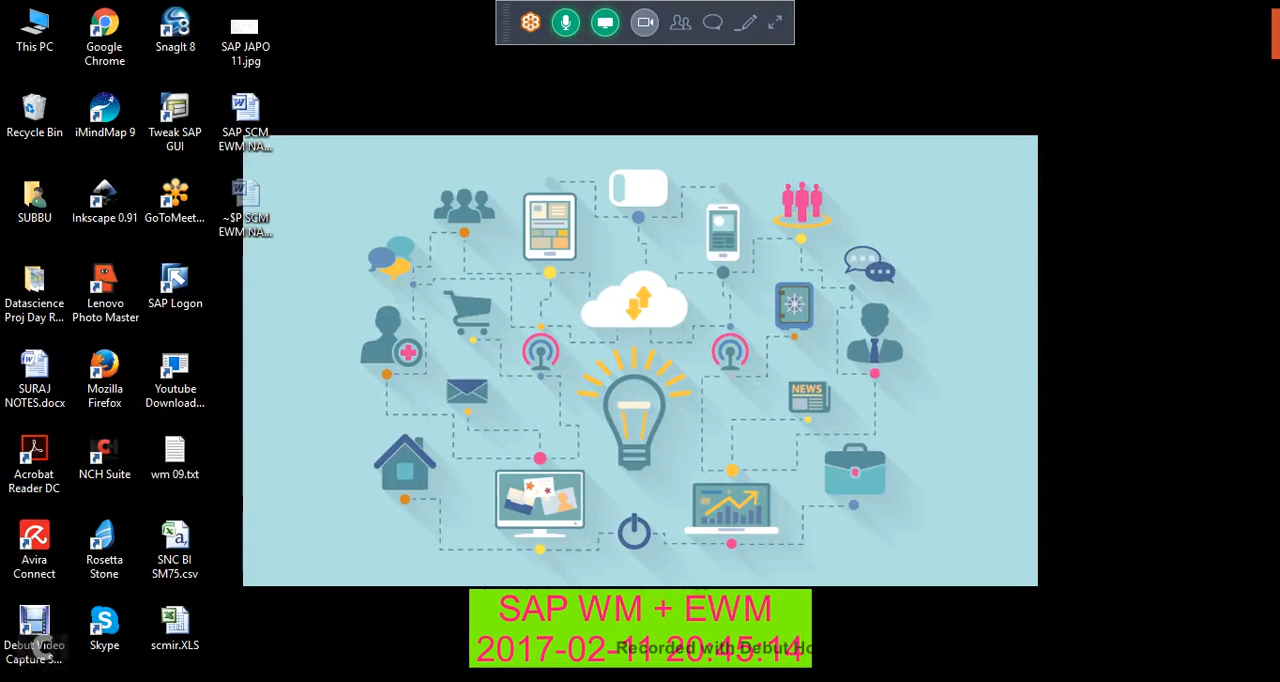 This PC
Google
Chrome
SnagIt 8
SAP JAPO
11.jpg
Recycle Bin
iMindMap 9
Tweak SAP
GUI
SAP SCM
EWM NA...
SUBBU
Inkscape 0.91
GoToMeet...
~$P SCM
EWM NA...
Datascience
Proj Day R...
Lenovo
Photo Master
SAP Logon
SURAJ
NOTES.docx
Mozilla
Firefox
Youtube
Download...
Acrobat
Reader DC
NCH Suite
wm 09.txt
Avira
Connect
Rosetta
Stone
SNC BI
SM75.csv
Debut Video
Capture S...
Skype
scmir.XLS
NEWS
SAP WM + EWM
2017-02-11 20:45:14
Recorded with Debut Ho